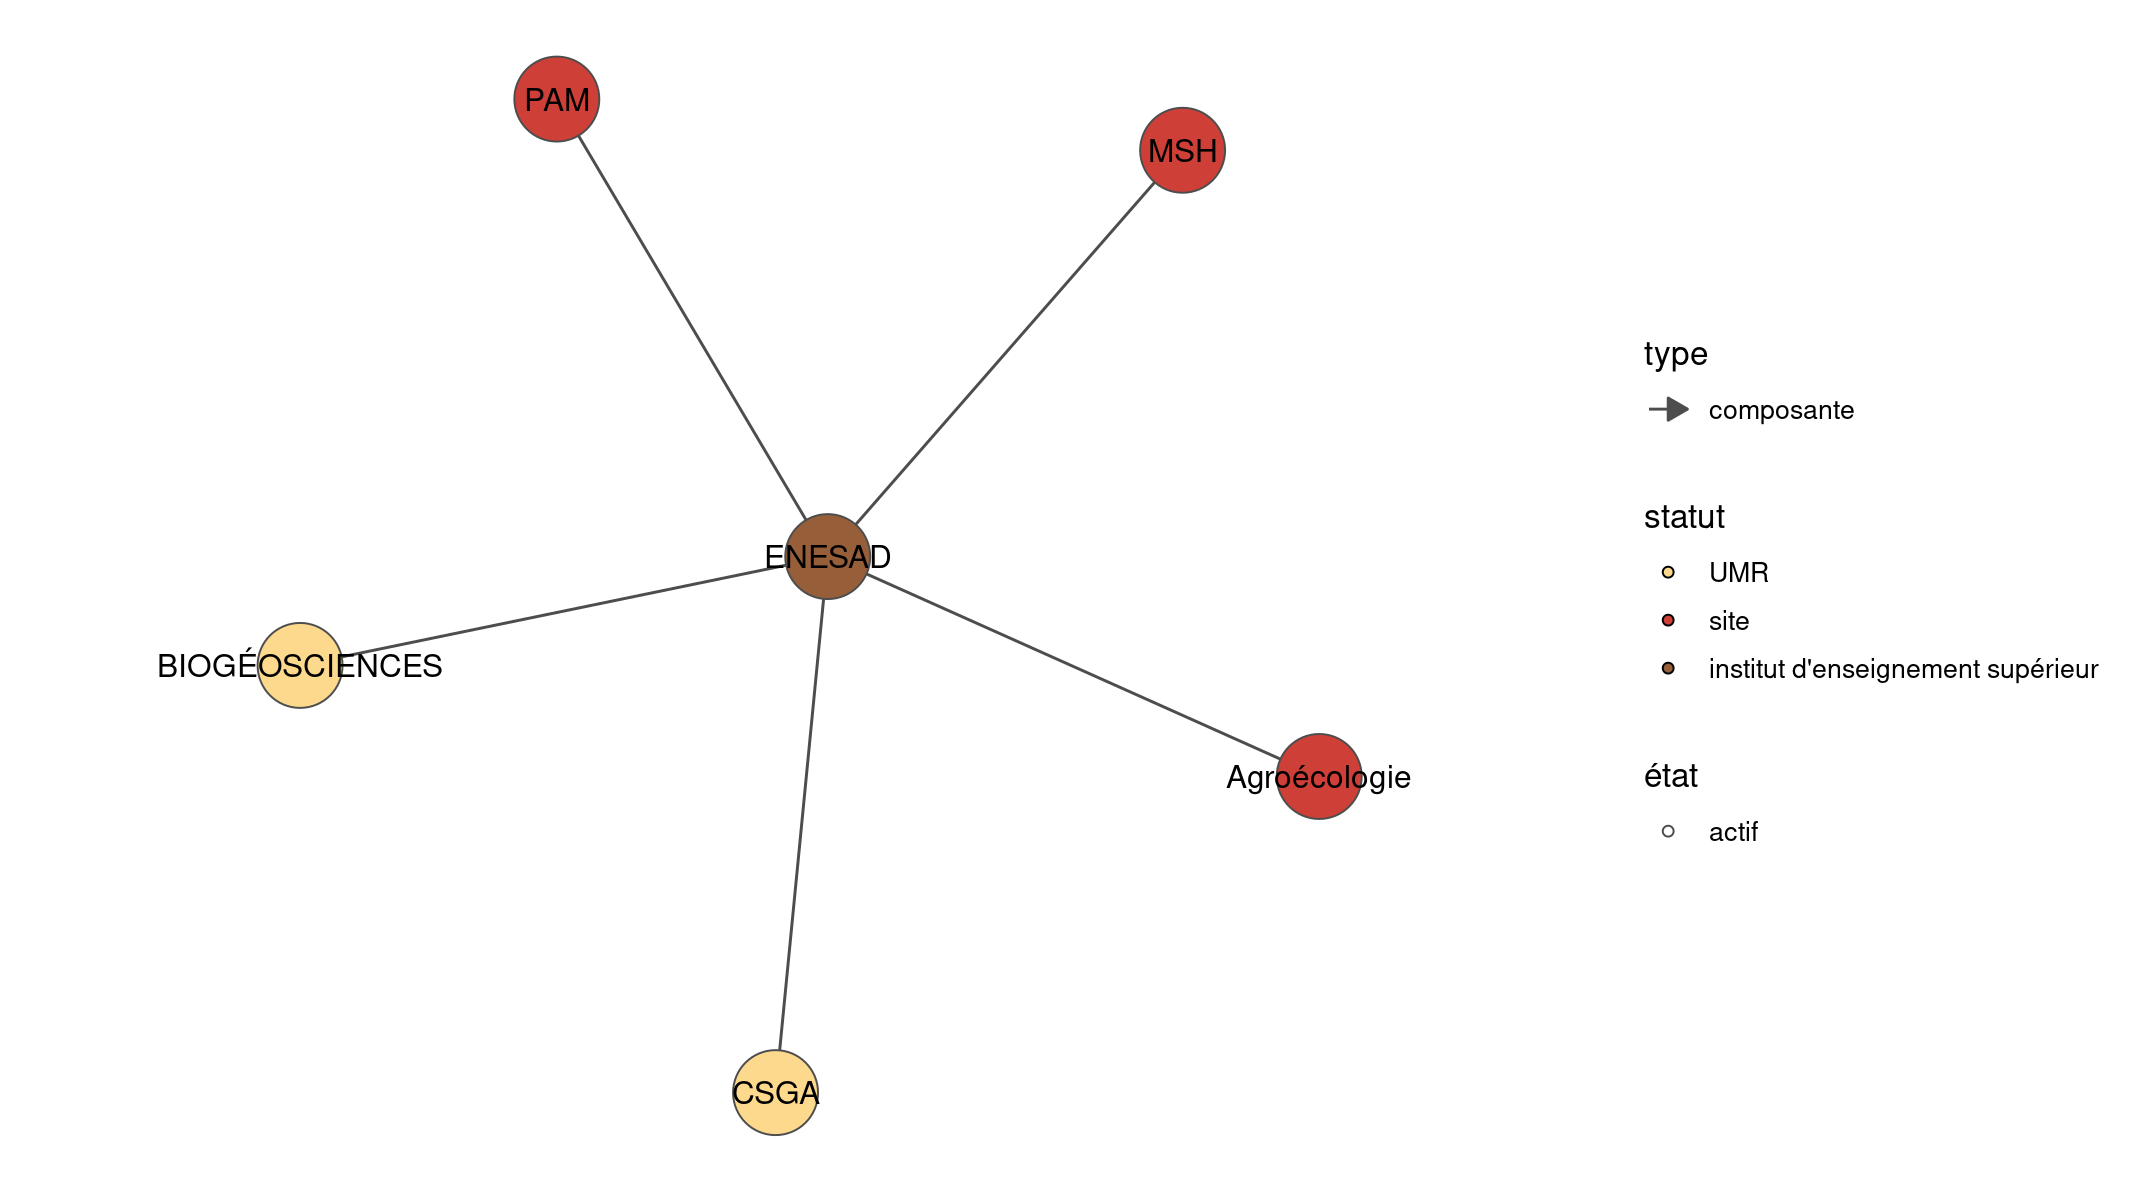 PAM
MSH
ENESAD
BIOGÉOSCIENCES
Agroécologie
CSGA
type
composante
statut
UMR
site
institut d'enseignement supérieur
état
actif